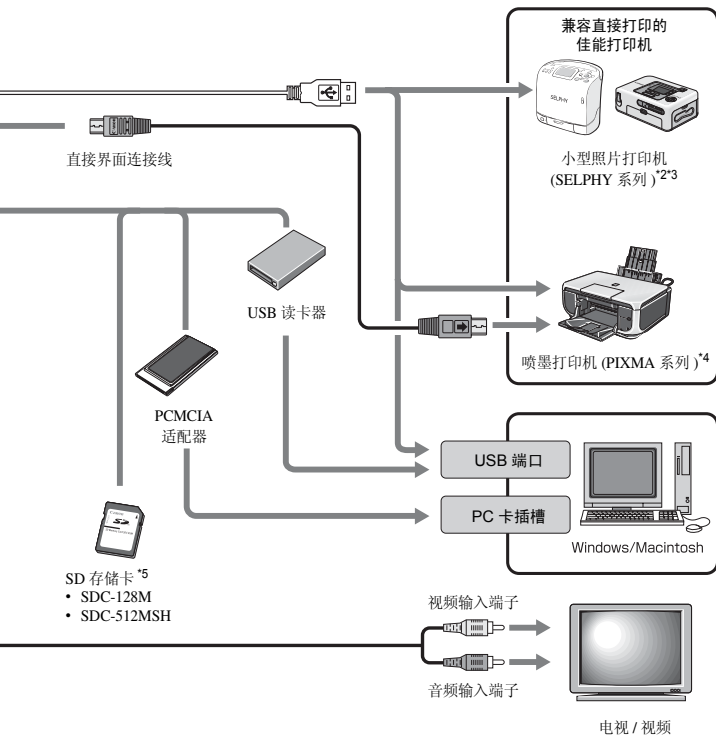 兼容直接打印的
佳能打印机
SELPHY
直接界面连接线
小型照片打印机
(SELPHY 系列 )*2*3
USB 读卡器
喷墨打印机 (PIXMA 系列 )*4
PCMCIA
适配器
USB 端口
PC 卡插槽
Windows/Macintosh
SD 存储卡 *5
• SDC-128M
• SDC-512MSH
视频输入端子
音频输入端子
电视 / 视频